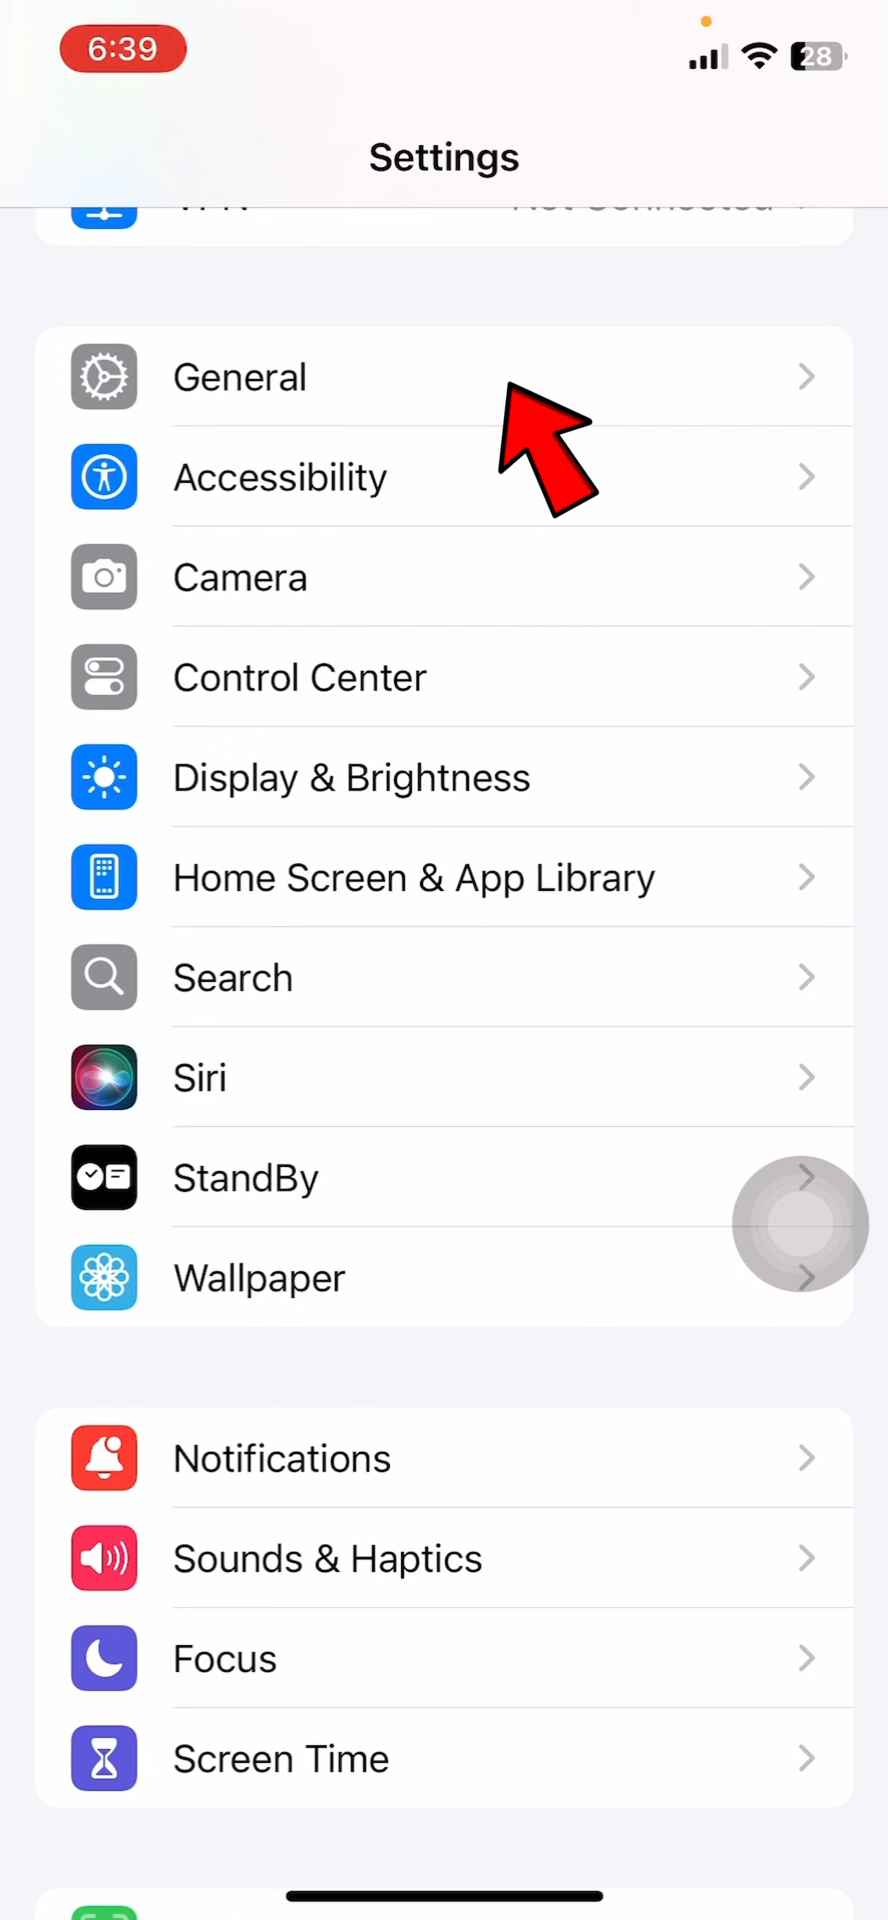 6:39
28
Settings
General
Accessibility
Camera
Control Center
Display & Brightness
Home Screen & App Library
Search
Siri
StandBy
Wallpaper
Notifications
Sounds & Haptics
Focus
Screen Time